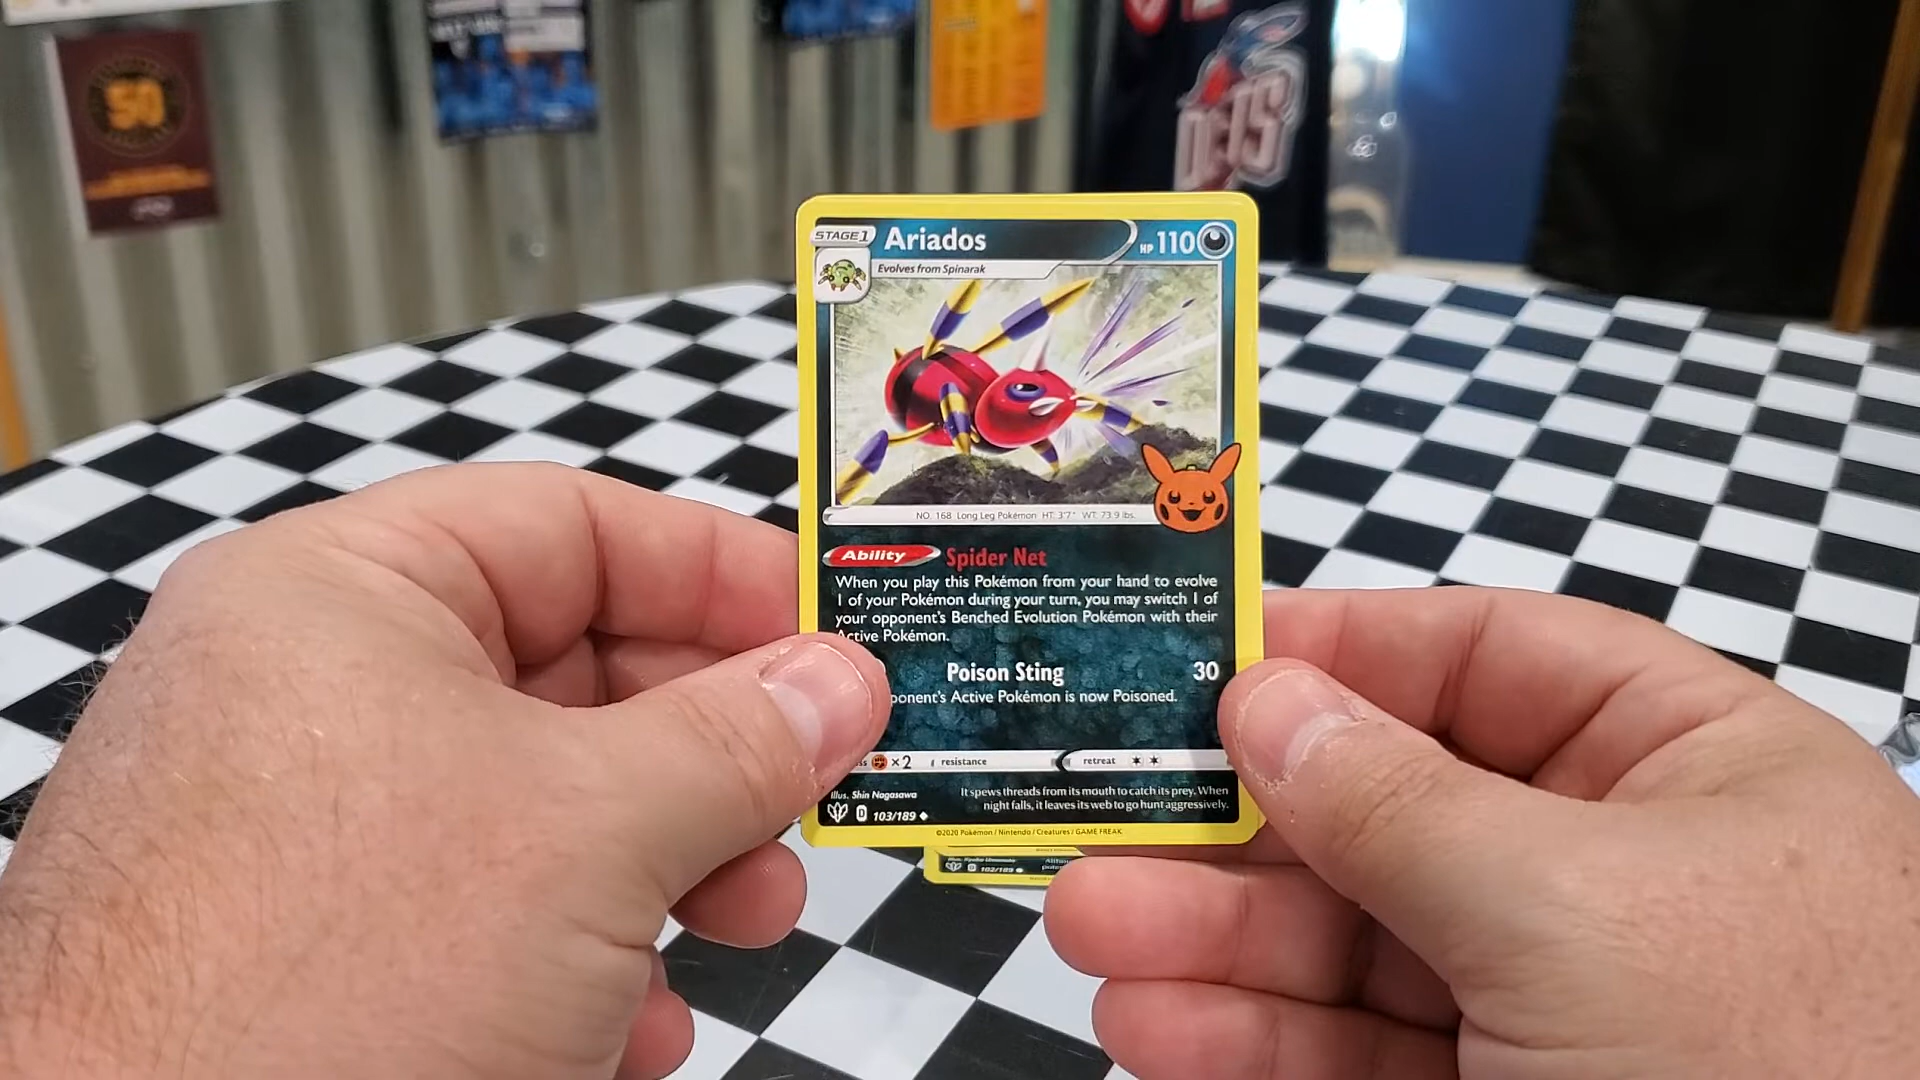 50
DEJS
STAGE 1
Ariados
HP 110
Evolves from Spinarak
NO. 168 Long Leg Pokémon HT: 3'7" WT: 73.9 lbs.
Ability Spider Net
When you play this Pokémon from your hand to evolve
1 of your Pokémon during your turn, you may switch 1 of
your opponent's Benched Evolution Pokémon with their
Active Pokémon.
Poison Sting 30
ponent's Active Pokémon is now Poisoned.
ss ×2 resistance retreat
Illus. Shin Nagasawa
It spews threads from its mouth to catch its prey. When
night falls, it leaves its web to go hunt aggressively.
D 103/189
©2020 Pokémon / Nintendo / Creatures / GAME FREAK
102/189